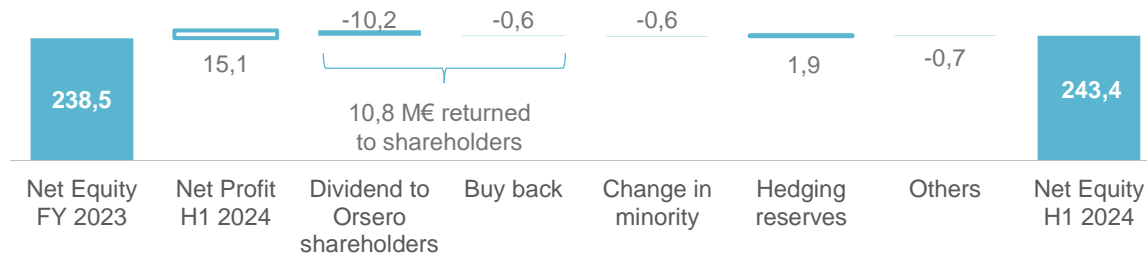 -10,2
-0,6
-0,6
15,1
1,9
-0,7
238,5
243,4
10,8 M€ returned
to shareholders
Net Equity
FY 2023
Net Profit
H1 2024
Dividend to
Orsero
shareholders
Buy back
Change in
minority
Hedging
reserves
Others
Net Equity
H1 2024